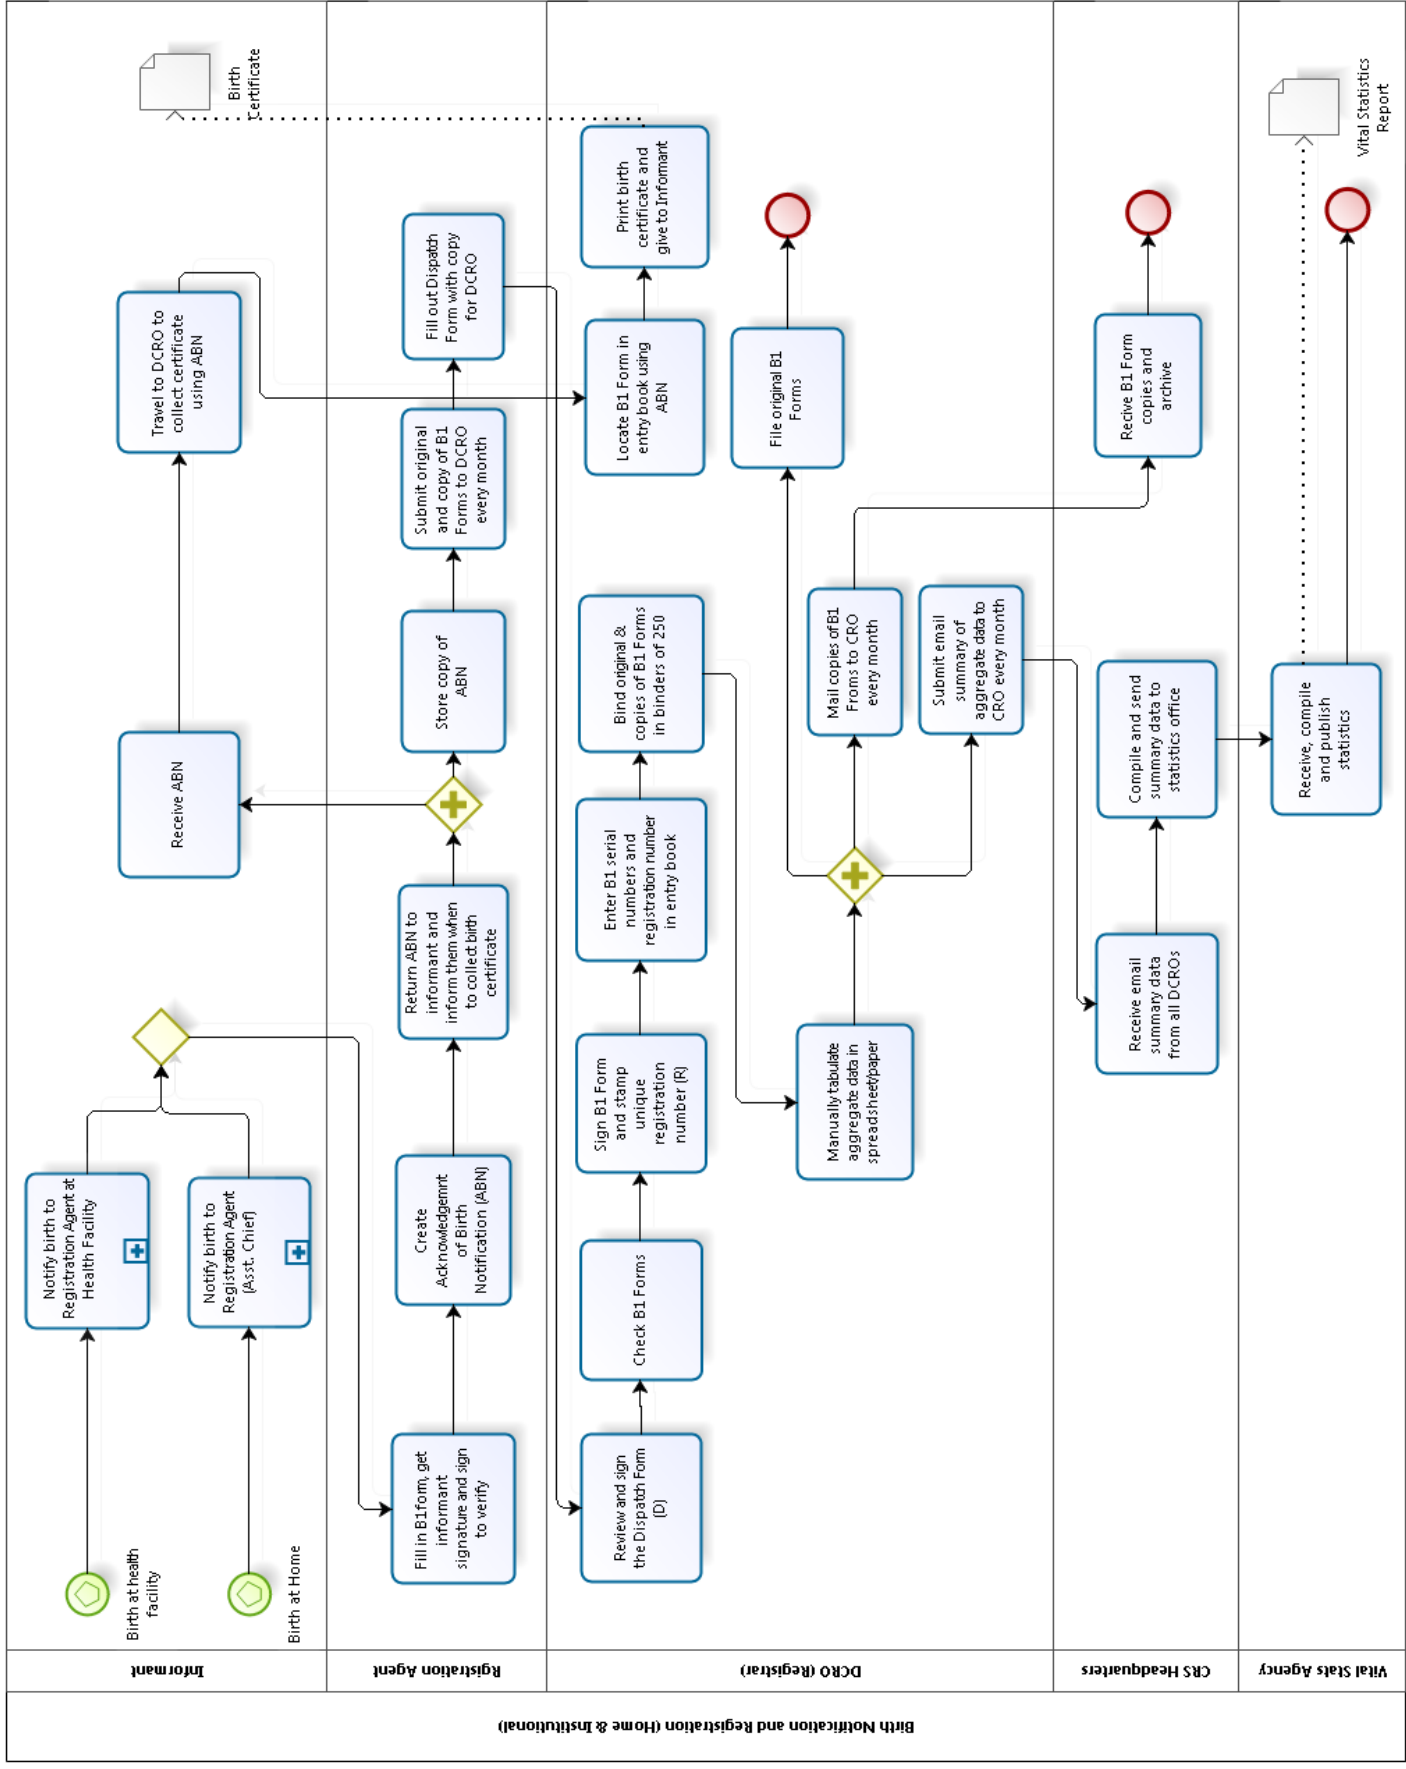 Birth Notification and Registration (Home & Institutional)
Informant
Birth at health
facility
Birth at Home
Notify birth to
Registration Agent at
Health Facility
Notify birth to
Registration Agent
(Asst. Chief)
Receive ABN
Travel to DCRO to
collect certificate
using ABN
Birth
Certificate
Rgistration Agent
Fill in B1form, get
informant
signature and sign
to verify
Create
Acknowledgemnt
of Birth
Notification (ABN)
Return ABN to
informant and
inform them when
to collect birth
certificate
Store copy of
ABN
Submit original
and copy of B1
Forms to DCRO
every month
Fill out Dispatch
Form with copy
for DCRO
DCRO (Registrar)
Review and sign
the Dispatch Form
(D)
Check B1 Forms
Sign B1 Form
and stamp
unique
registration
number (R)
Enter B1 serial
numbers and
registration number
in entry book
Bind original &
copies of B1 Forms
in binders of 250
Locate B1 Form in
entry book using
ABN
Print birth
certificate and
give to Informant
Manually tabulate
aggregate data in
spreadsheet/paper
File original B1
Forms
Mail copies of B1
Froms to CRO
every month
Submit email
summary of
aggregate data to
CRO every month
CRS Headquarters
Receive email
summary data
from all DCROs
Compile and send
summary data to
statistics office
Recive B1 Form
copies and
archive
Vital Stats Agency
Receive, compile
and publish
statistics
Vital Statistics
Report